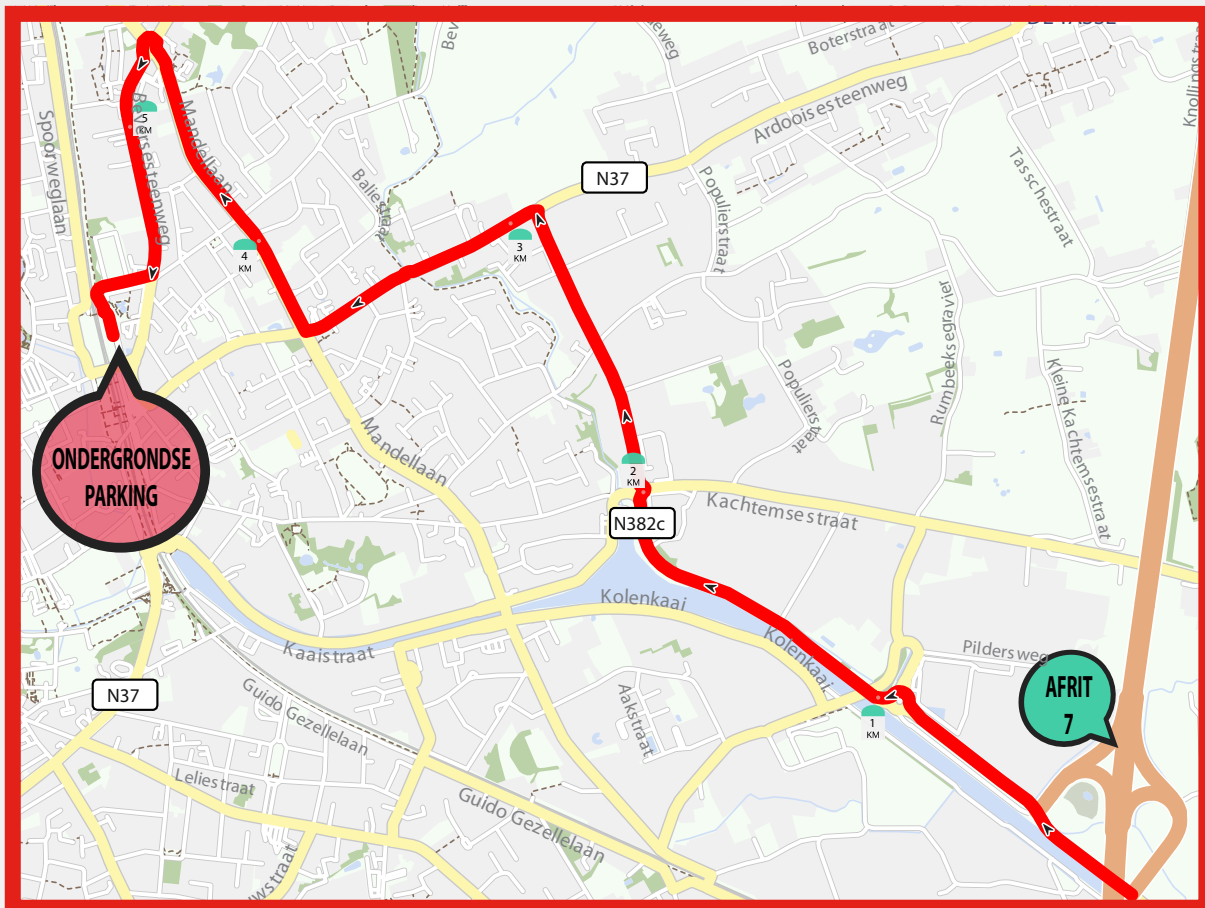 Boterstraat
Ardooisesteenweg
Knollingstraat
Tasschestraat
N37
Populierstraat
Spoorweglaan
5
KM
Beversesteenweg
Mandellaan
Baliestraat
3
KM
4
KM
Rumbeeksegravier
Kleine Kachtemsestraat
Populierstraat
Mandellaan
ONDERGRONDSE
PARKING
2
KM
Kachtemsestraat
N382c
Kolenkaai
Kolenkaai
Kaaistraat
Pildersweg
AFRIT
7
1
KM
N37
Guido Gezellelaan
Aakstraat
Leliestraat
Guido Gezellelaan